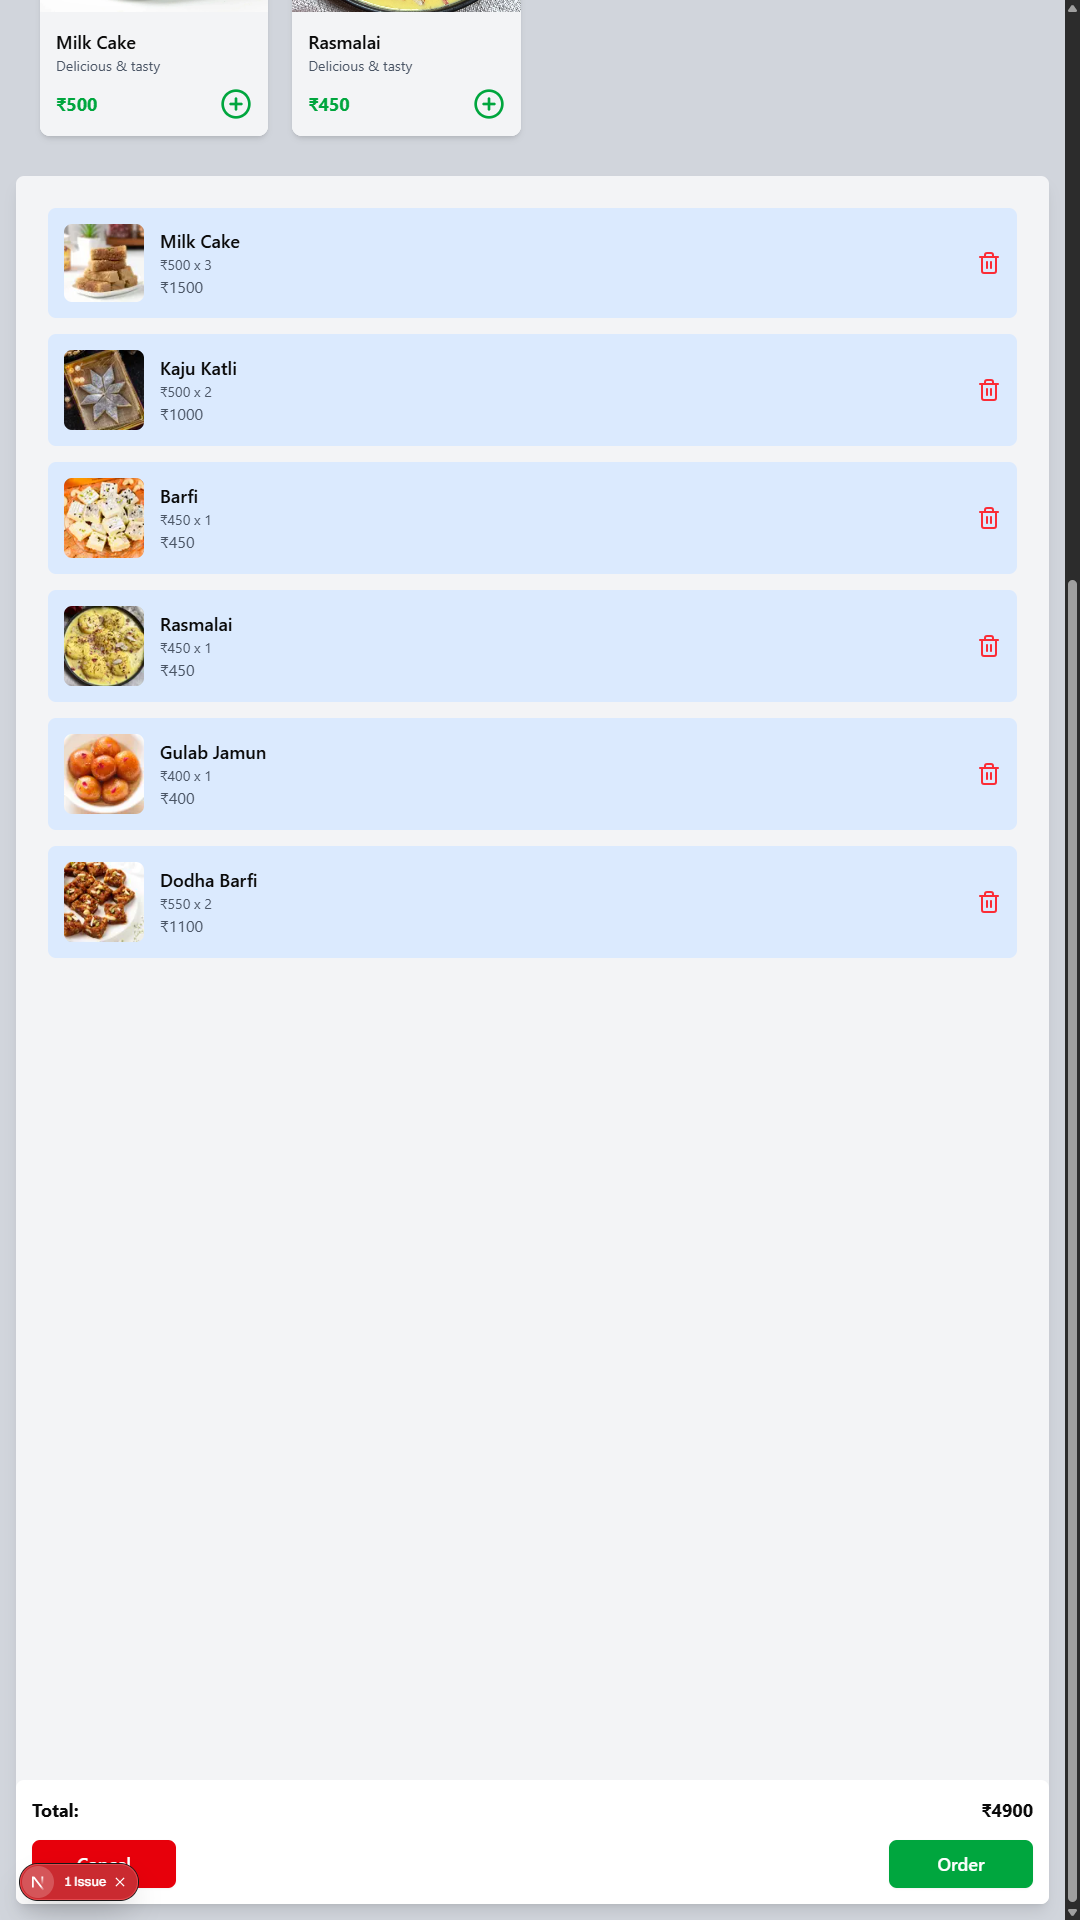 Milk Cake
Delicious & tasty
₹500
Rasmalai
Delicious & tasty
₹450
Milk Cake
₹500 x 3
₹1500
Kaju Katli
₹500 x 2
₹1000
Barfi
₹450 x 1
₹450
Rasmalai
₹450 x 1
₹450
Gulab Jamun
₹400 x 1
₹400
Dodha Barfi
₹550 x 2
₹1100
Total: ₹4900
Cancel
Order
N 1 Issue